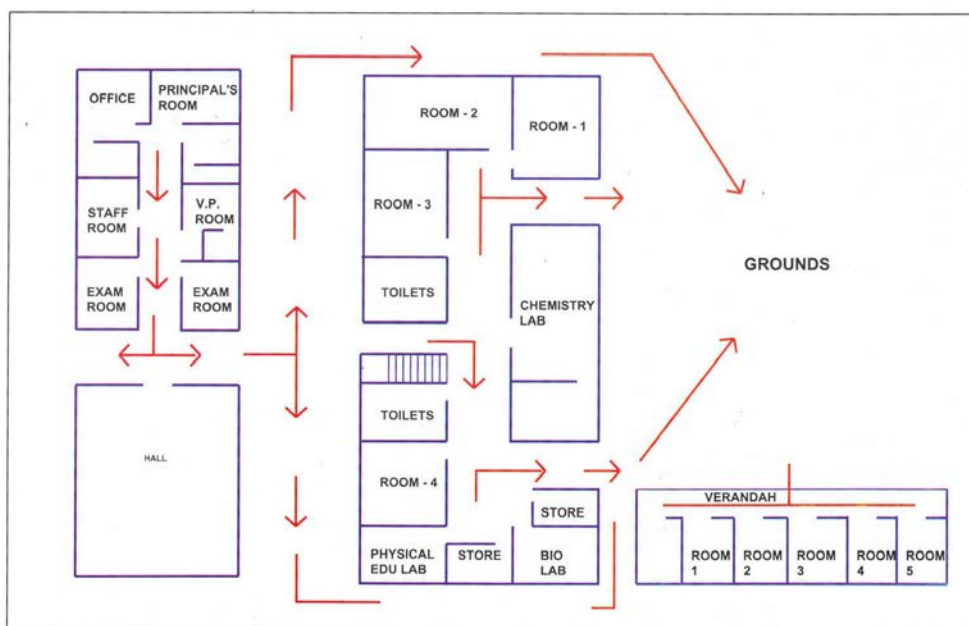 OFFICE
PRINCIPAL'S
ROOM
STAFF
ROOM
V.P.
ROOM
EXAM
ROOM
EXAM
ROOM
HALL
ROOM - 2
ROOM - 1
ROOM - 3
TOILETS
CHEMISTRY
LAB
TOILETS
ROOM - 4
PHYSICAL
EDU LAB
STORE
STORE
BIO
LAB
GROUNDS
VERANDAH
ROOM
1
ROOM
2
ROOM
3
ROOM
4
ROOM
5